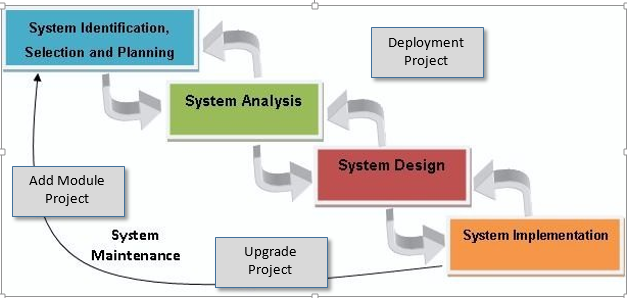 System Identification,
Selection and Planning
Deployment
Project
System Analysis
System Design
Add Module
Project
System
Maintenance
Upgrade
Project
System Implementation